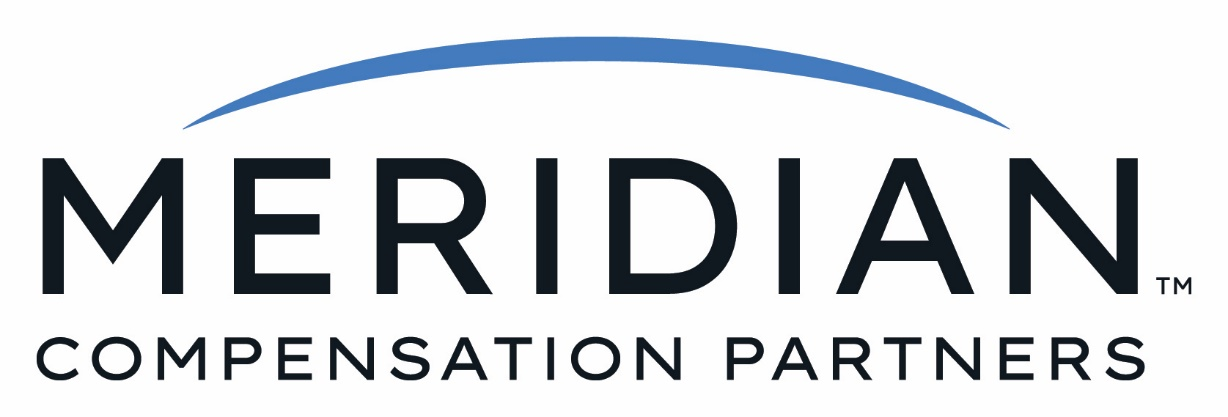 MERIDIAN™
COMPENSATION PARTNERS